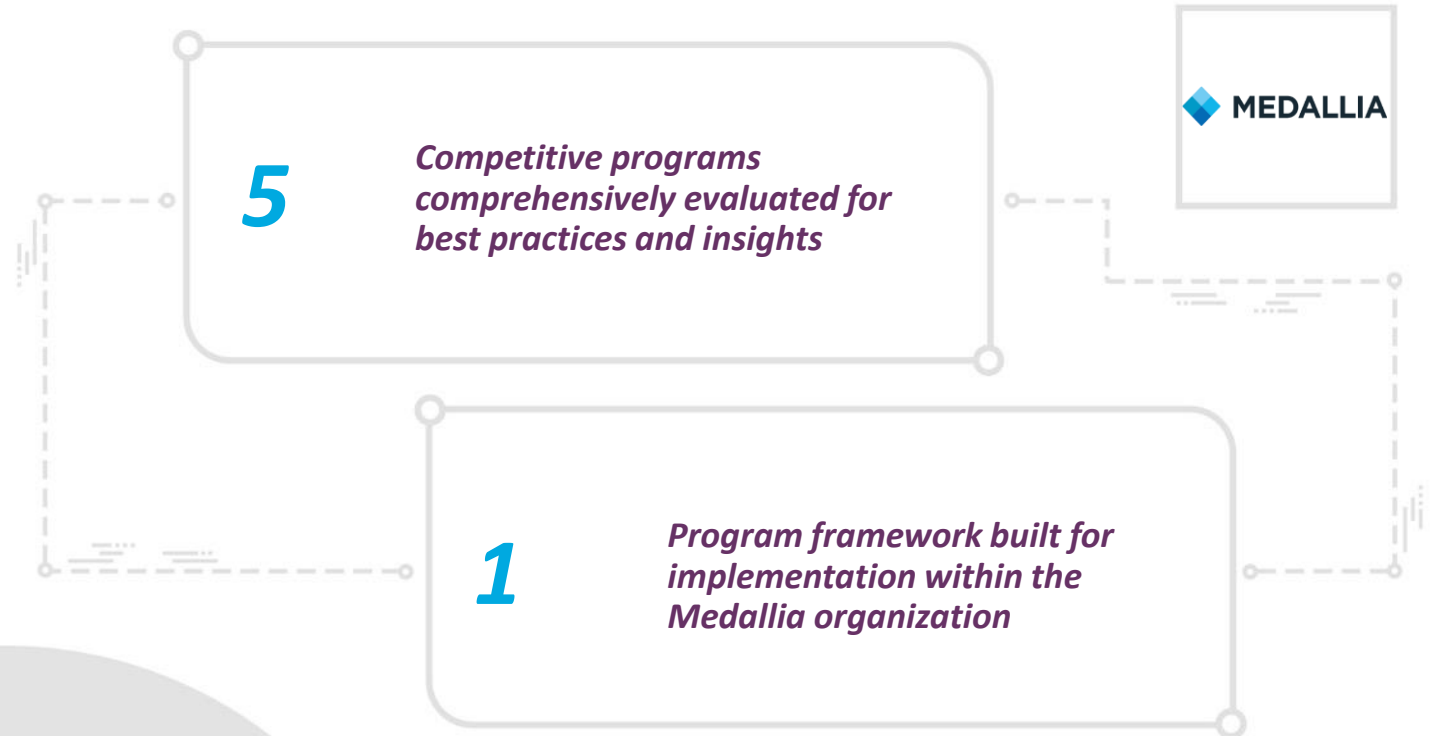 MEDALLIA
5
Competitive programs
comprehensively evaluated for
best practices and insights
1
Program framework built for
implementation within the
Medallia organization